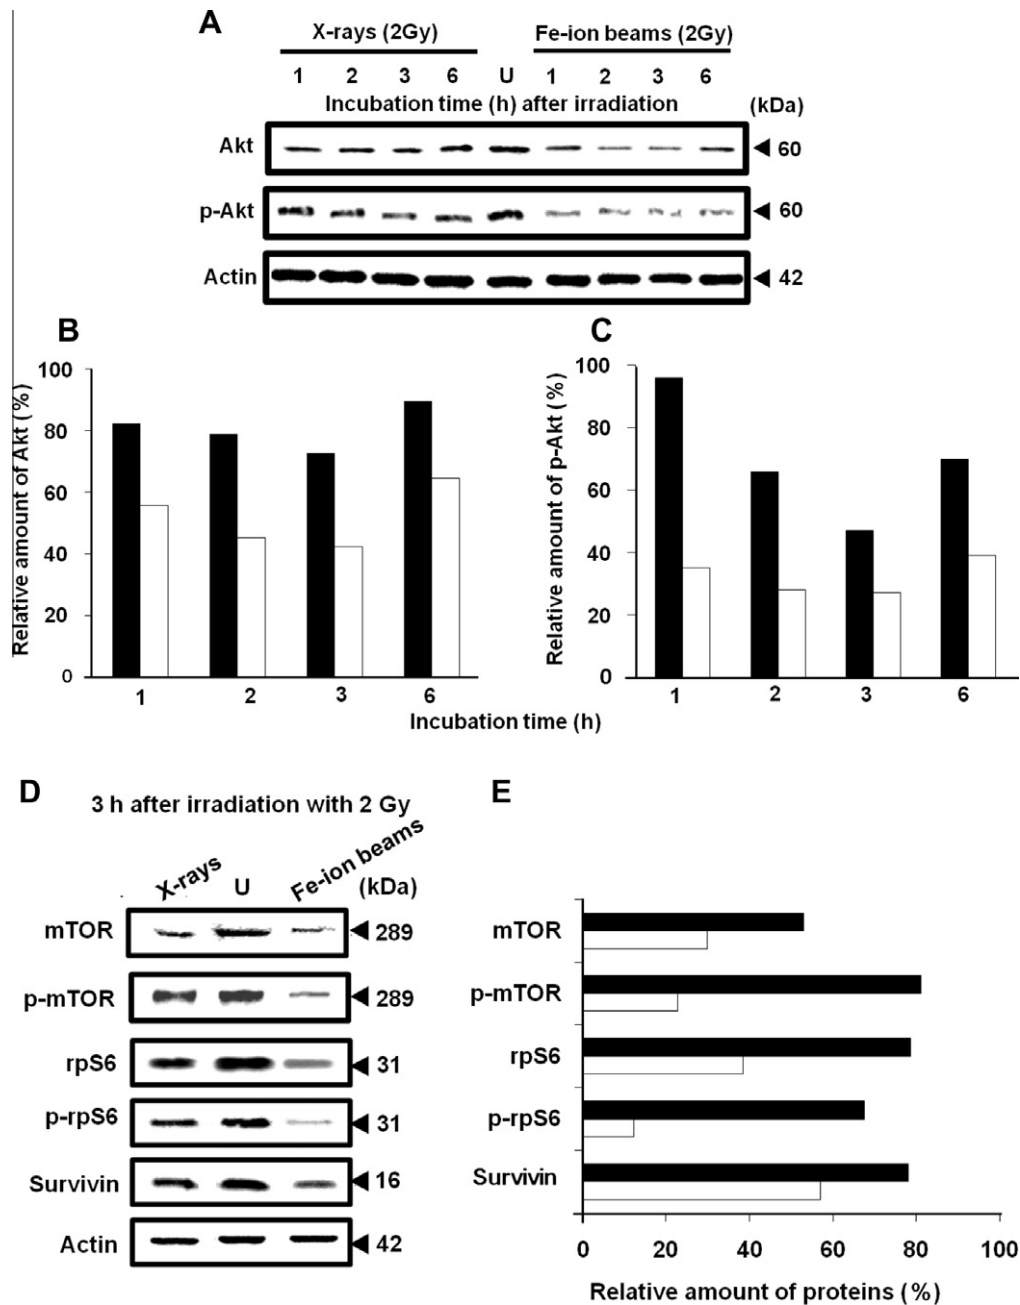 A
X-rays (2Gy) Fe-ion beams (2Gy)
1 2 3 6 U 1 2 3 6
Incubation time (h) after irradiation (kDa)
Akt 60
p-Akt 60
Actin 42
B
Relative amount of Akt (%)
100
80
60
40
20
0
1 2 3 6
C
Relative amount of p-Akt (%)
100
80
60
40
20
0
1 2 3 6
Incubation time (h)
D
3 h after irradiation with 2 Gy
X-rays U Fe-ion beams (kDa)
mTOR 289
p-mTOR 289
rpS6 31
p-rpS6 31
Survivin 16
Actin 42
E
mTOR
p-mTOR
rpS6
p-rpS6
Survivin
0 20 40 60 80 100
Relative amount of proteins (%)